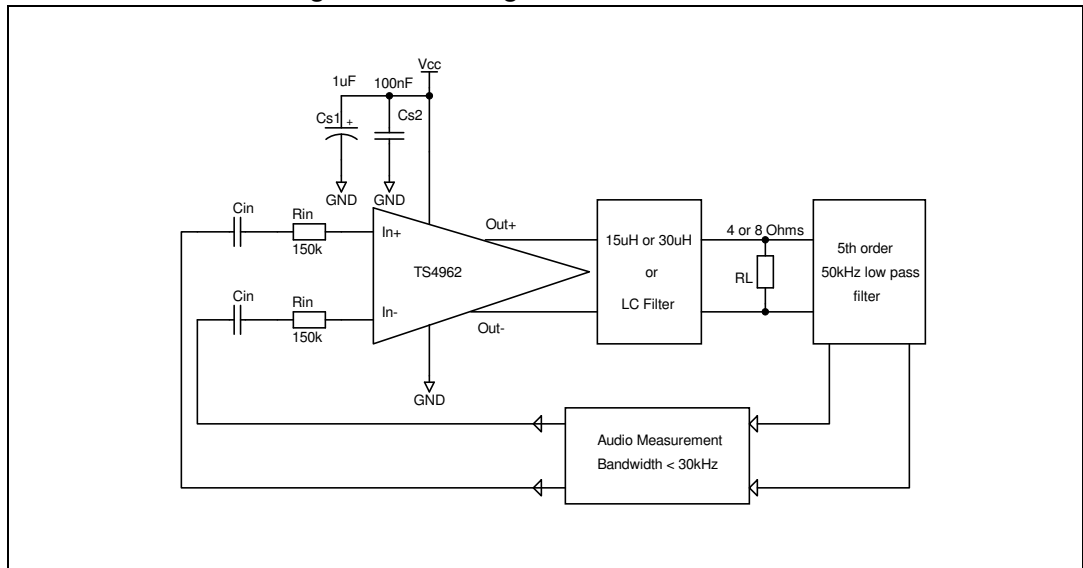 Vcc
1uF 100nF
Cs1 + Cs2
GND GND
Cin Rin
150k
In+
Out+
TS4962
Cin Rin
150k
In-
Out-
GND
15uH or 30uH
or
LC Filter
4 or 8 Ohms
RL
5th order
50kHz low pass
filter
Audio Measurement
Bandwidth < 30kHz